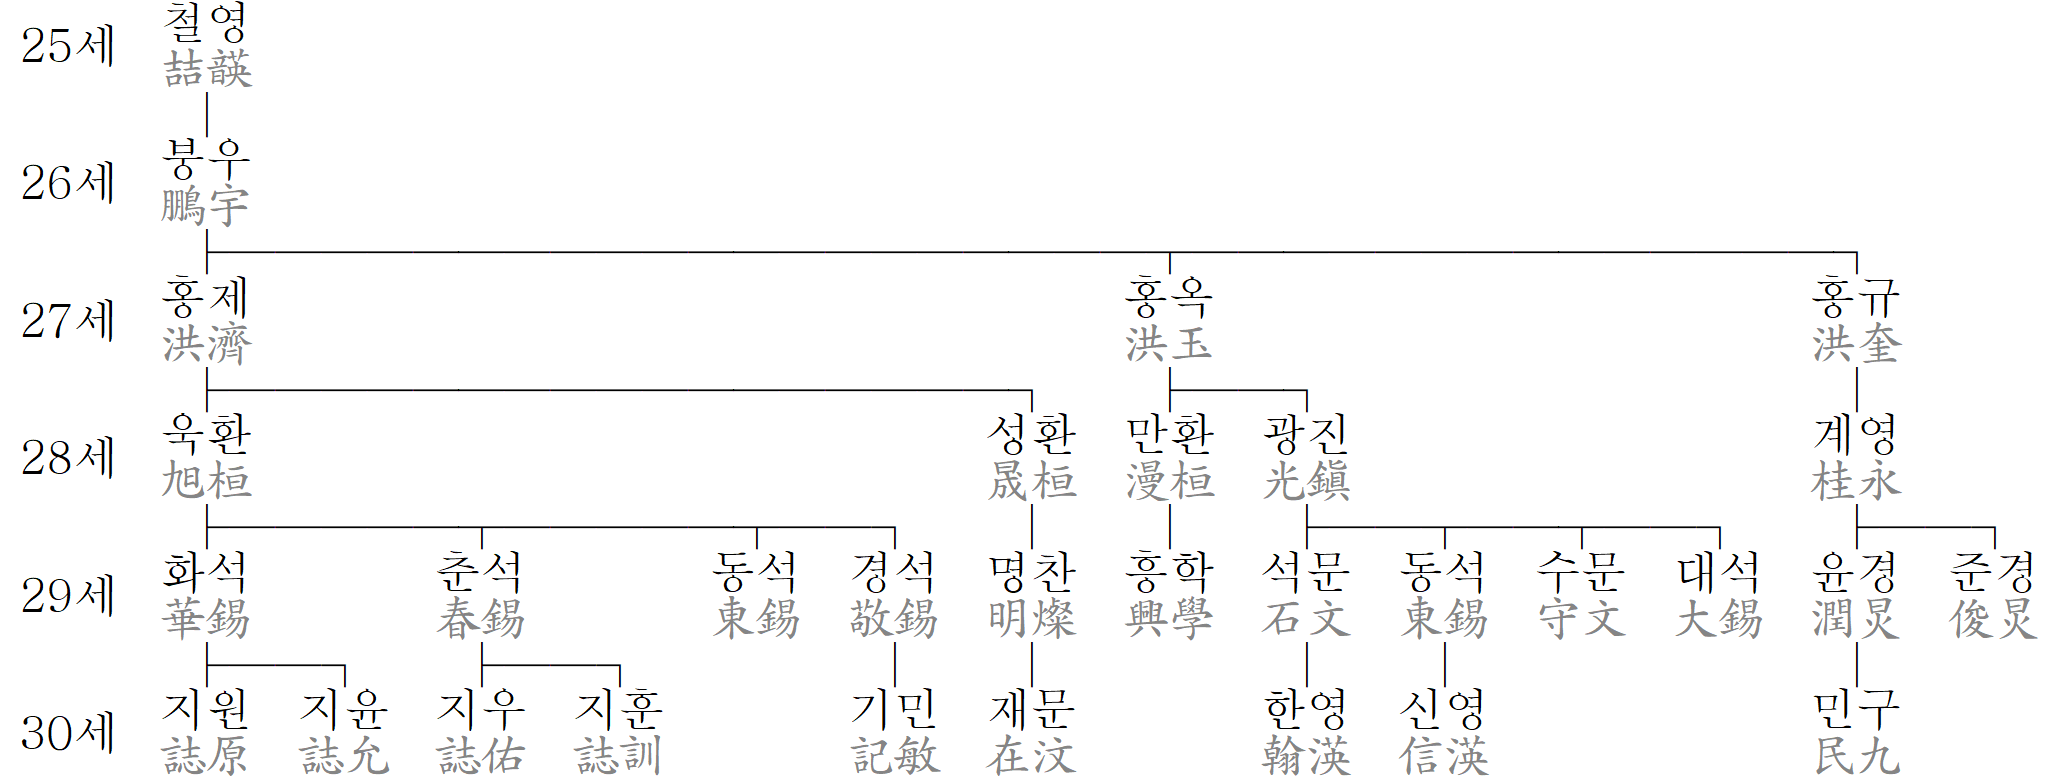 25세 철영
喆韺
26세 붕우
鵬宇
27세 홍제 홍옥 홍규
洪濟 洪玉 洪奎
28세 욱환 성환 만환 광진 계영
旭桓 晟桓 漫桓 光鎭 桂永
29세 화석 춘석 동석 경석 명찬 흥학 석문 동석 수문 대석 윤경 준경
華錫 春錫 東錫 敬錫 明燦 興學 石文 東錫 守文 大錫 潤炅 俊炅
30세 지원 지윤 지우 지훈 기민 재문 한영 신영 민구
誌原 誌允 誌佑 誌訓 記敏 在汶 翰渶 信渶 民九